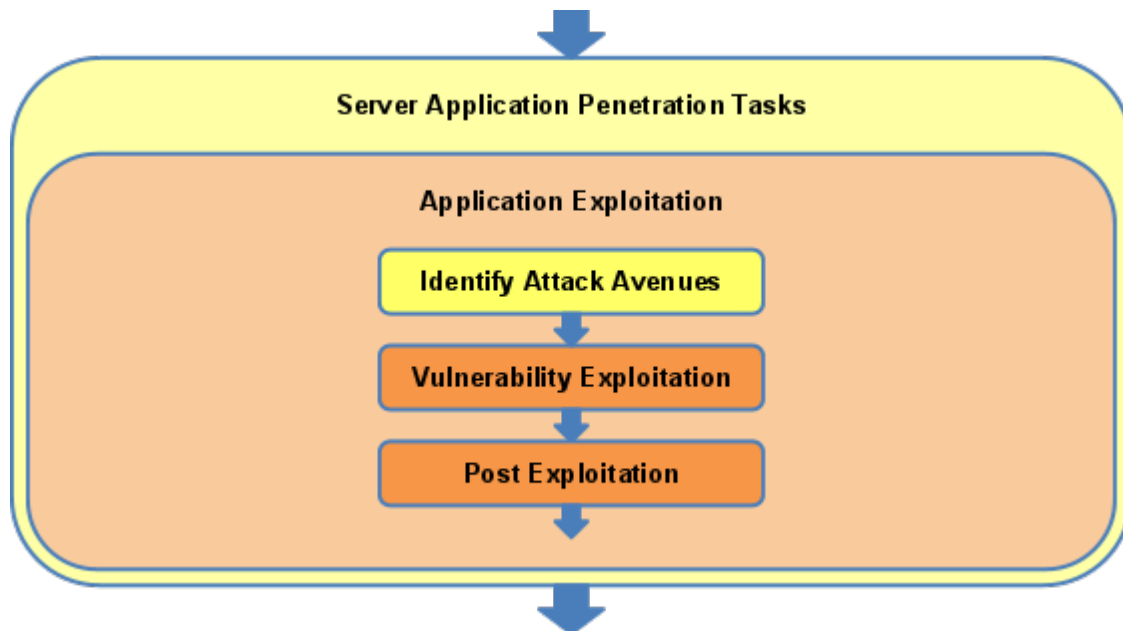 Server Application Penetration Tasks
Application Exploitation
Identify Attack Avenues
Vulnerability Exploitation
Post Exploitation